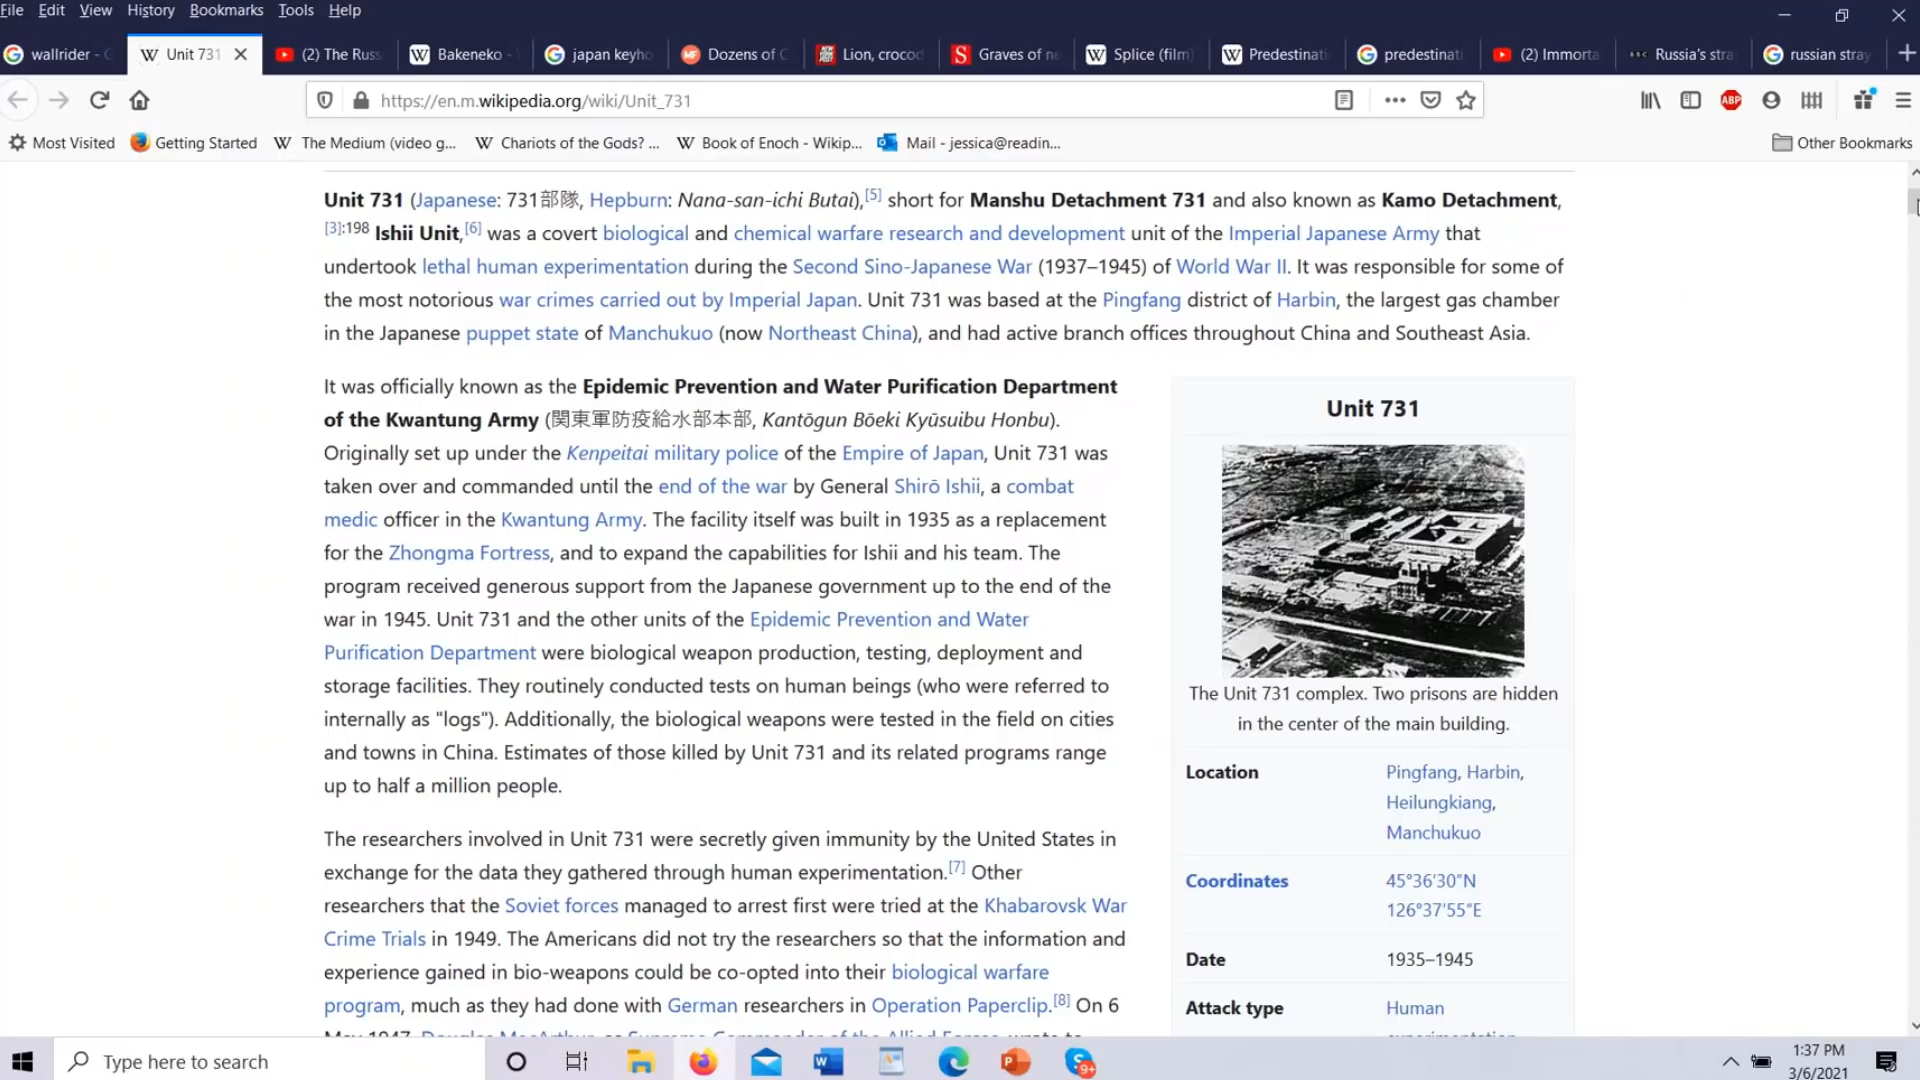 File Edit View History Bookmarks Tools Help
wallrider - G Unit 731 (2) The Russ Bakeneko - japan keyho Dozens of C Lion, crocod Graves of ne Splice (film) Predestinati predestinati (2) Immorta Russia's stra russian stray
https://en.m.wikipedia.org/wiki/Unit_731 ABP
Most Visited Getting Started The Medium (video g... Chariots of the Gods? ... Book of Enoch - Wikip... Mail - jessica@readin... Other Bookmarks
Unit 731 (Japanese: 731部隊, Hepburn: Nana-san-ichi Butai),[5] short for Manshu Detachment 731 and also known as Kamo Detachment,
[3]:198 Ishii Unit,[6] was a covert biological and chemical warfare research and development unit of the Imperial Japanese Army that
undertook lethal human experimentation during the Second Sino-Japanese War (1937–1945) of World War II. It was responsible for some of
the most notorious war crimes carried out by Imperial Japan. Unit 731 was based at the Pingfang district of Harbin, the largest gas chamber
in the Japanese puppet state of Manchukuo (now Northeast China), and had active branch offices throughout China and Southeast Asia.
It was officially known as the Epidemic Prevention and Water Purification Department
of the Kwantung Army (関東軍防疫給水部本部, Kantōgun Bōeki Kyūsuibu Honbu).
Originally set up under the Kenpeitai military police of the Empire of Japan, Unit 731 was
taken over and commanded until the end of the war by General Shirō Ishii, a combat
medic officer in the Kwantung Army. The facility itself was built in 1935 as a replacement
for the Zhongma Fortress, and to expand the capabilities for Ishii and his team. The
program received generous support from the Japanese government up to the end of the
war in 1945. Unit 731 and the other units of the Epidemic Prevention and Water
Purification Department were biological weapon production, testing, deployment and
storage facilities. They routinely conducted tests on human beings (who were referred to
internally as "logs"). Additionally, the biological weapons were tested in the field on cities
and towns in China. Estimates of those killed by Unit 731 and its related programs range
up to half a million people.
The researchers involved in Unit 731 were secretly given immunity by the United States in
exchange for the data they gathered through human experimentation.[7] Other
researchers that the Soviet forces managed to arrest first were tried at the Khabarovsk War
Crime Trials in 1949. The Americans did not try the researchers so that the information and
experience gained in bio-weapons could be co-opted into their biological warfare
program, much as they had done with German researchers in Operation Paperclip.[8] On 6
May 1947, Douglas MacArthur, as Supreme Commander of the Allied Forces, wrote to
Unit 731
The Unit 731 complex. Two prisons are hidden
in the center of the main building.
Location Pingfang, Harbin,
Heilungkiang,
Manchukuo
Coordinates 45°36′30″N
126°37′55″E
Date 1935–1945
Attack type Human
experimentation
Type here to search 9+ 1:37 PM
3/6/2021